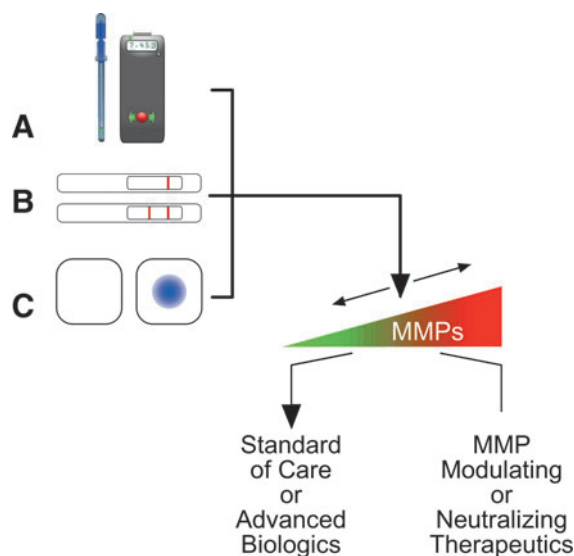 A
B
C
MMPs
Standard
of Care
or
Advanced
Biologics
MMP
Modulating
or
Neutralizing
Therapeutics